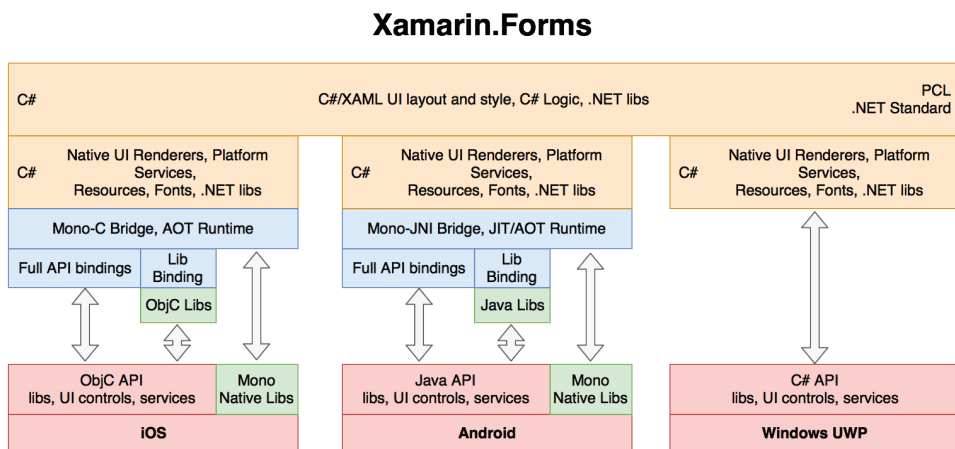 Xamarin.Forms
C#
C#/XAML UI layout and style, C# Logic, .NET libs
PCL
.NET Standard
C#
Native UI Renderers, Platform
Services,
Resources, Fonts, .NET libs
C#
Native UI Renderers, Platform
Services,
Resources, Fonts, .NET libs
C#
Native UI Renderers, Platform
Services,
Resources, Fonts, .NET libs
Mono-C Bridge, AOT Runtime
Mono-JNI Bridge, JIT/AOT Runtime
Full API bindings
Lib
Binding
Full API bindings
Lib
Binding
ObjC Libs
Java Libs
ObjC API
libs, UI controls, services
Mono
Native Libs
Java API
libs, UI controls, services
Mono
Native Libs
C# API
libs, UI controls, services
iOS
Android
Windows UWP